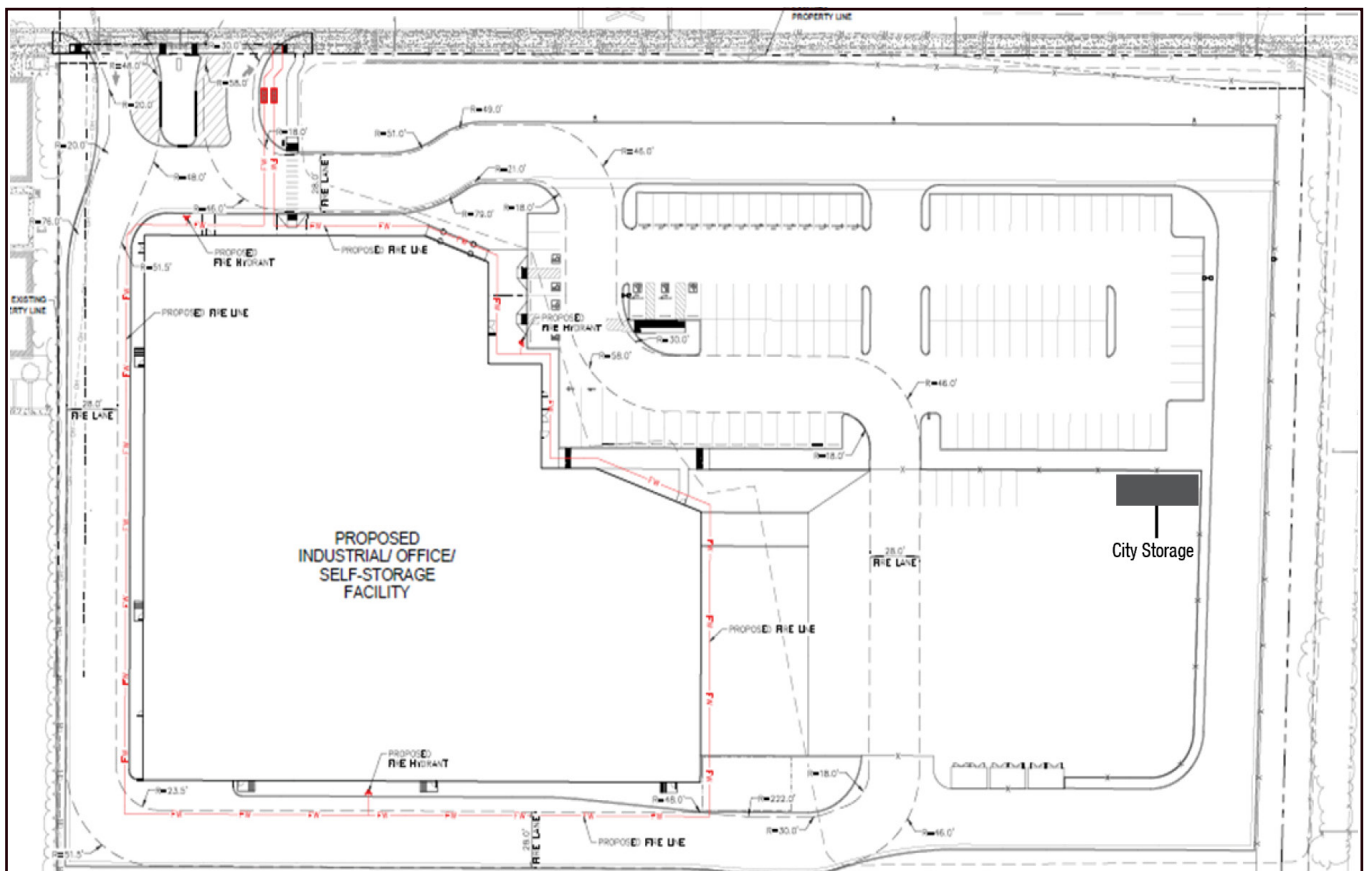 PROPERTY LINE
30.0'
R=48.0'
R=58.0'
R=20.0'
R=20.0'
R=18.0'
R=49.0'
R=51.0'
R=46.0'
R=48.0'
28.0'
FIRE LANE
R=21.0'
R=18.0'
R=46.0'
R=79.0'
R=76.0'
PROPOSED
FIRE HYDRANT
PROPOSED FIRE LINE
R=51.5'
EXISTING
ERTY LINE
PROPOSED FIRE LINE
PROPOSED
FIRE HYDRANT
R=30.0'
R=58.0'
R=46.0'
28.0'
FIRE LANE
R=18.0'
PROPOSED
INDUSTRIAL/ OFFICE/
SELF-STORAGE
FACILITY
City Storage
28.0'
FIRE LANE
PROPOSED FIRE LINE
PROPOSED
FIRE HYDRANT
R=18.0'
R=23.5'
R=48.0'
R=222.0'
R=30.0'
R=46.0'
28.0'
FIRE LANE
PROPOSED FIRE LINE
R=51.5'